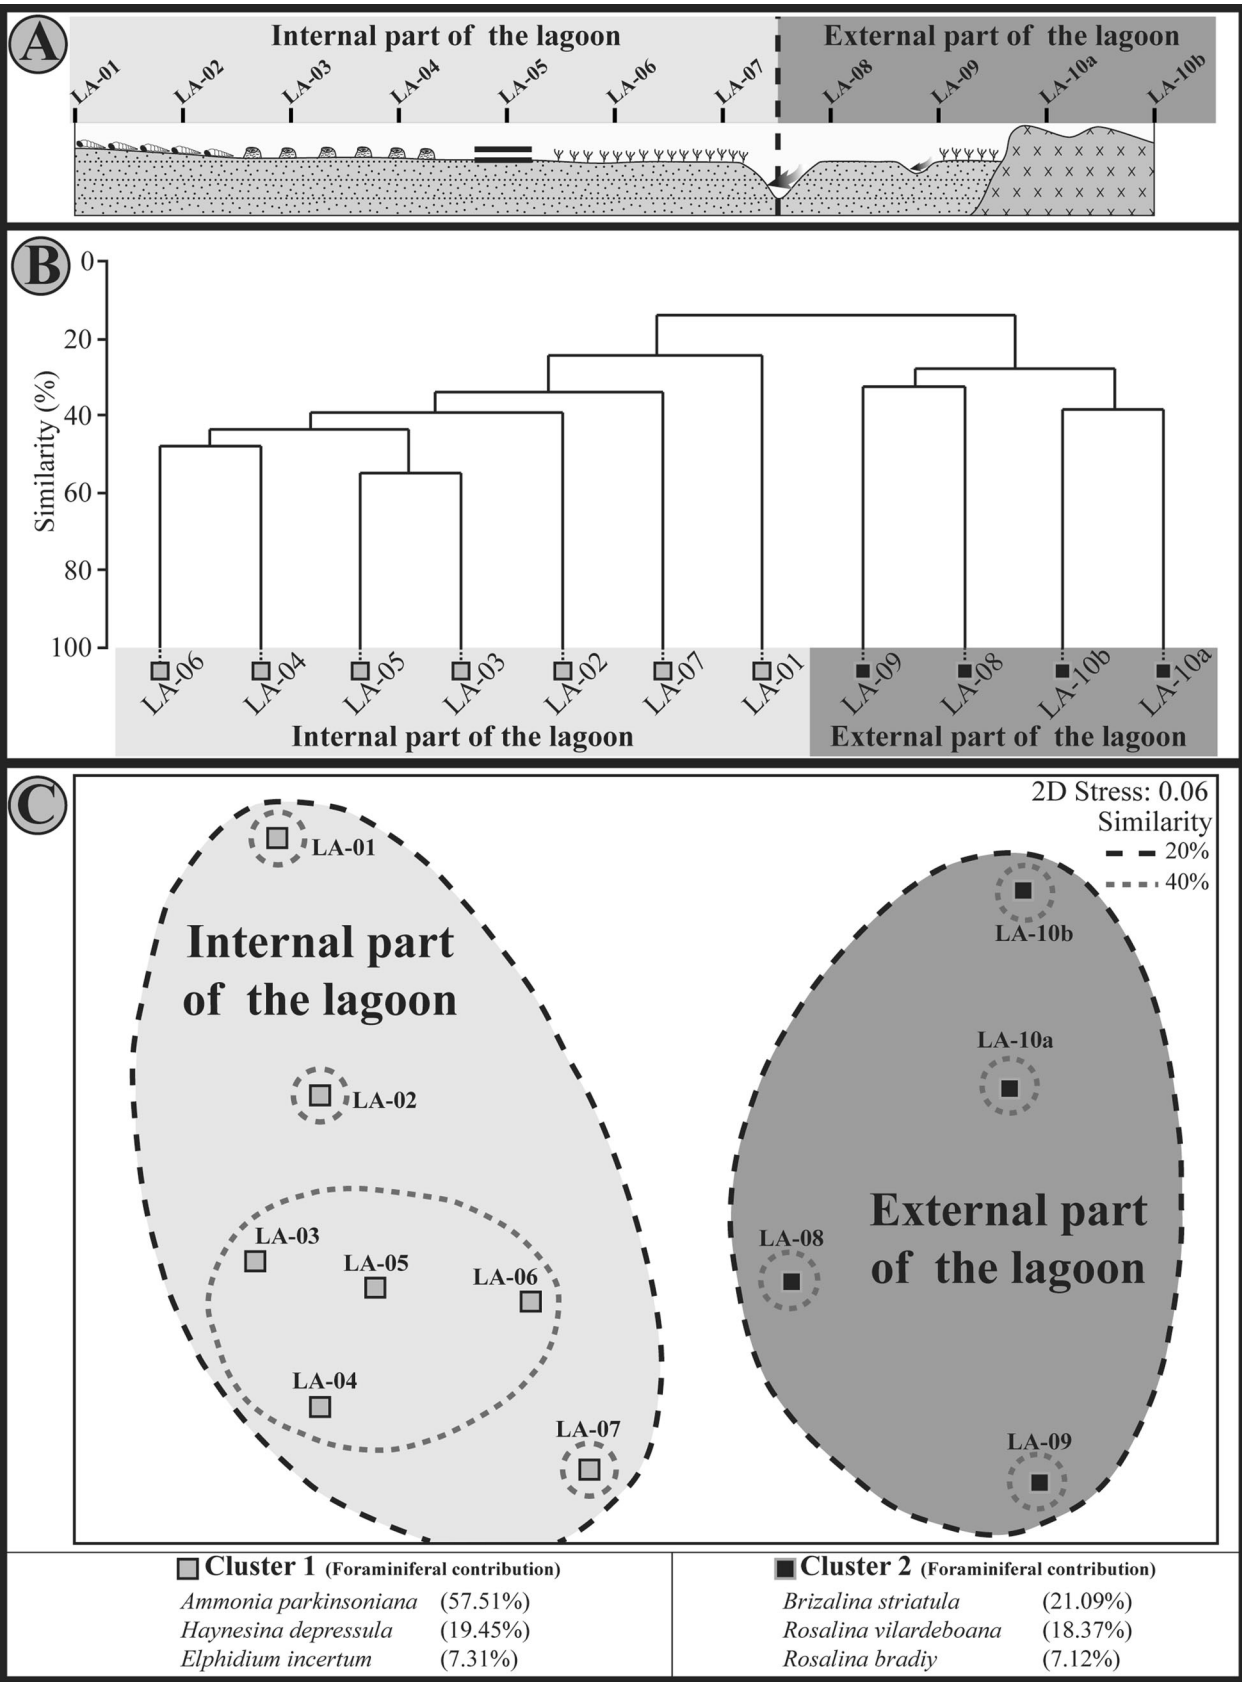 A
Internal part of the lagoon
External part of the lagoon
LA-01
LA-02
LA-03
LA-04
LA-05
LA-06
LA-07
LA-08
LA-09
LA-10a
LA-10b
B
Similarity (%)
0
20
40
60
80
100
LA-06
LA-04
LA-05
LA-03
LA-02
LA-07
LA-01
LA-09
LA-08
LA-10b
LA-10a
Internal part of the lagoon
External part of the lagoon
C
2D Stress: 0.06
Similarity
20%
40%
LA-01
Internal part
of the lagoon
LA-02
LA-03
LA-05
LA-06
LA-04
LA-07
LA-10b
LA-10a
External part
of the lagoon
LA-08
LA-09
Cluster 1 (Foraminiferal contribution)
Ammonia parkinsoniana (57.51%)
Haynesina depressula (19.45%)
Elphidium incertum (7.31%)
Cluster 2 (Foraminiferal contribution)
Brizalina striatula (21.09%)
Rosalina vilardeboana (18.37%)
Rosalina bradiy (7.12%)